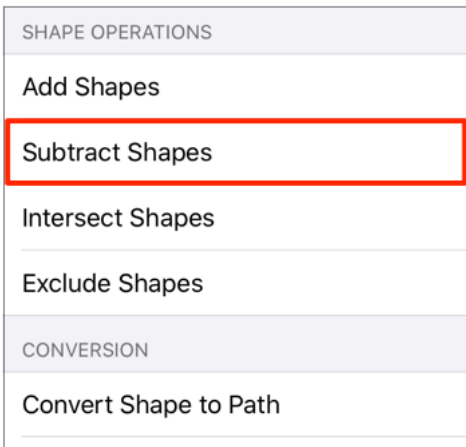 SHAPE OPERATIONS
Add Shapes
Subtract Shapes
Intersect Shapes
Exclude Shapes
CONVERSION
Convert Shape to Path